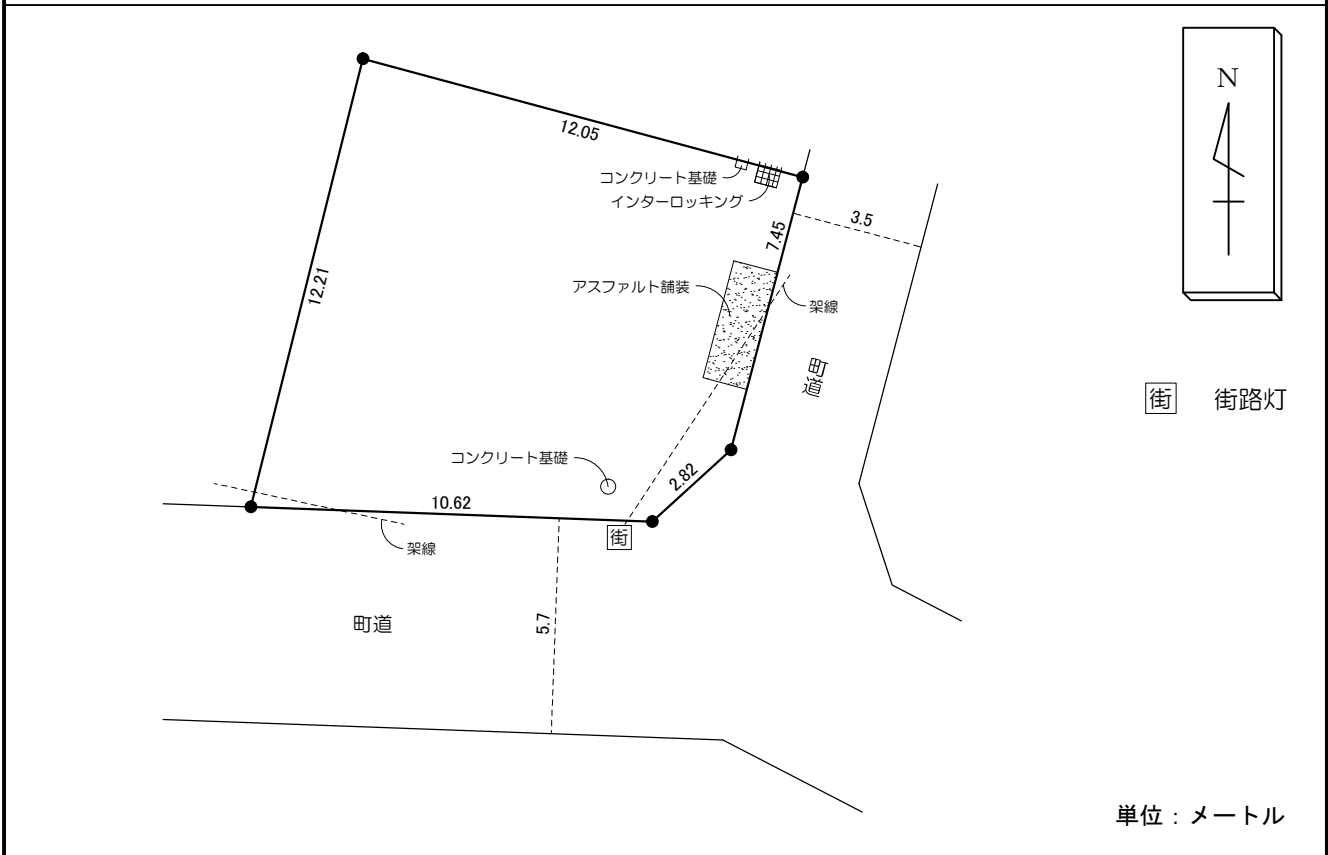 N
12.05
コンクリート基礎
インターロッキング
3.5
7.45
12.21
アスファルト舗装
架線
町道
街 街路灯
コンクリート基礎
2.82
10.62
街
架線
町道
5.7
単位：メートル